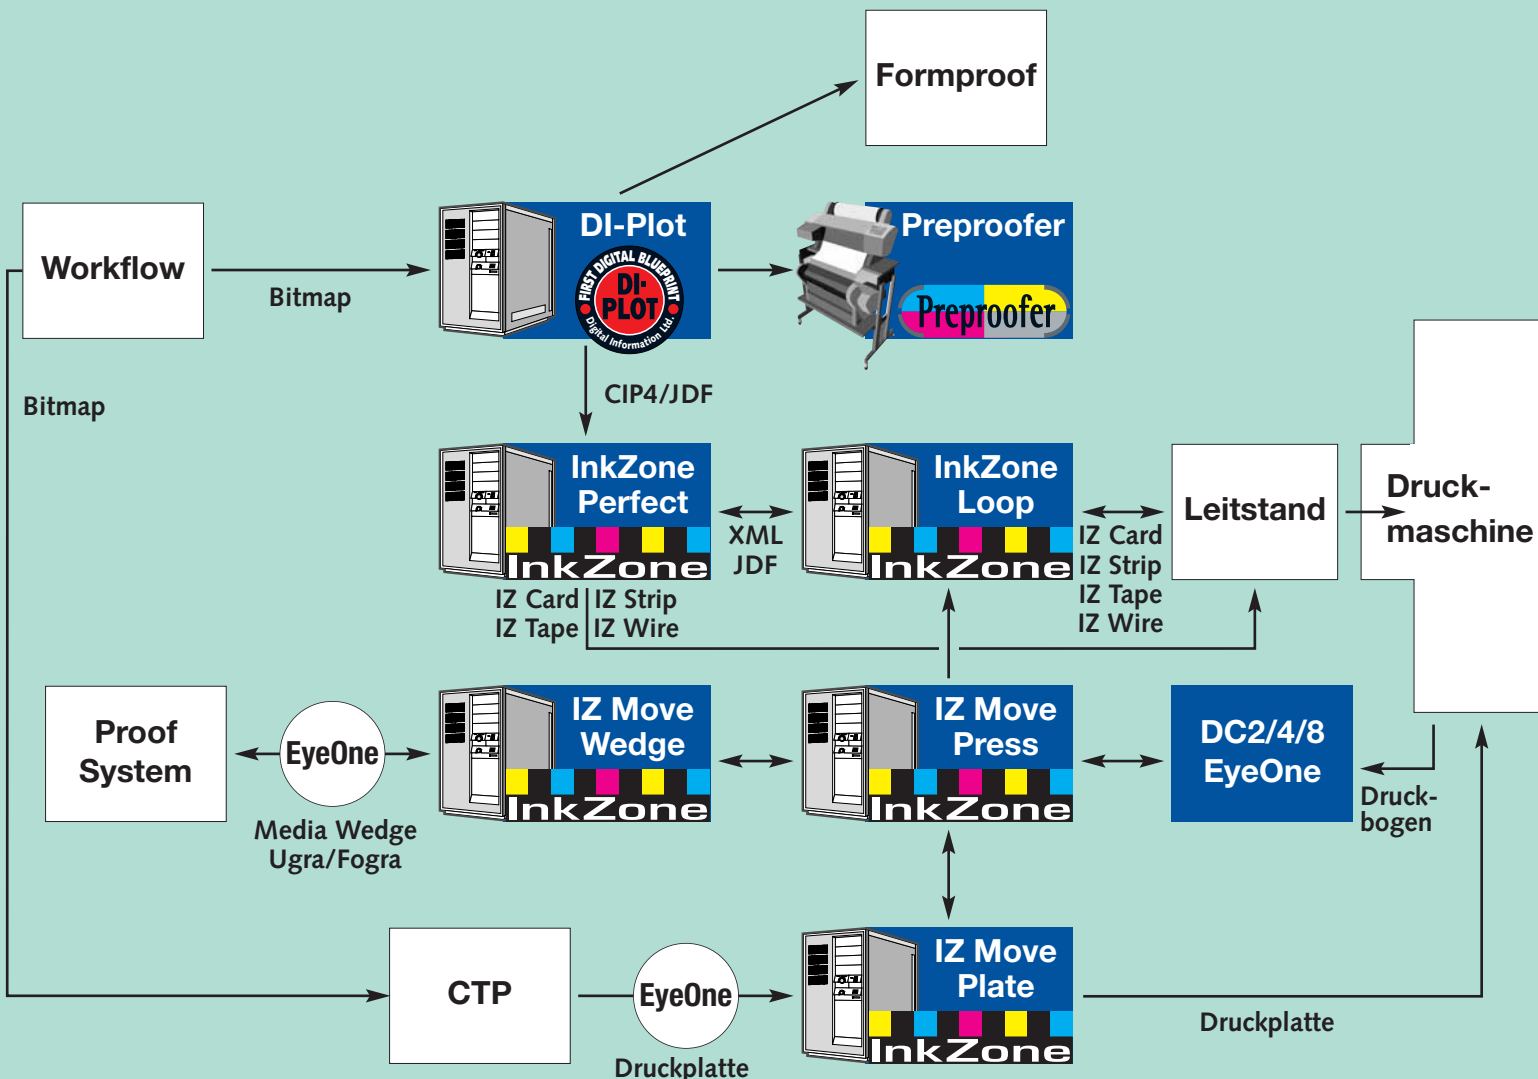 Formproof
Workflow
Bitmap
DI-Plot
FIRST DIGITAL BLUEPRINT
DI-
PLOT
Digital Information Ltd.
Preproofer
Preproofer
Bitmap
CIP4/JDF
InkZone
Perfect
InkZone
XML
JDF
InkZone
Loop
InkZone
IZ Card
IZ Strip
IZ Tape
IZ Wire
Leitstand
Druck-
maschine
IZ Card
IZ Strip
IZ Tape
IZ Wire
Proof
System
EyeOne
Media Wedge
Ugra/Fogra
IZ Move
Wedge
InkZone
IZ Move
Press
InkZone
DC2/4/8
EyeOne
Druck-
bogen
CTP
EyeOne
Druckplatte
IZ Move
Plate
InkZone
Druckplatte